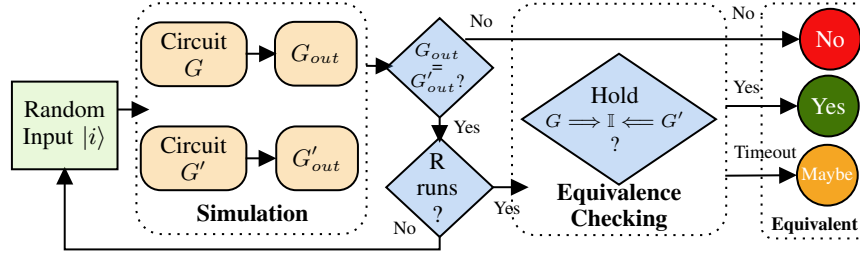 Random
Input |i⟩
Circuit
G
G_out
Circuit
G′
G′_out
Simulation
G_out
=
G′_out?
No
Yes
R
runs
?
No
Yes
Hold
G ⟹ 𝕀 ⟸ G′
?
Equivalence
Checking
No
Yes
Timeout
No
Yes
Maybe
Equivalent